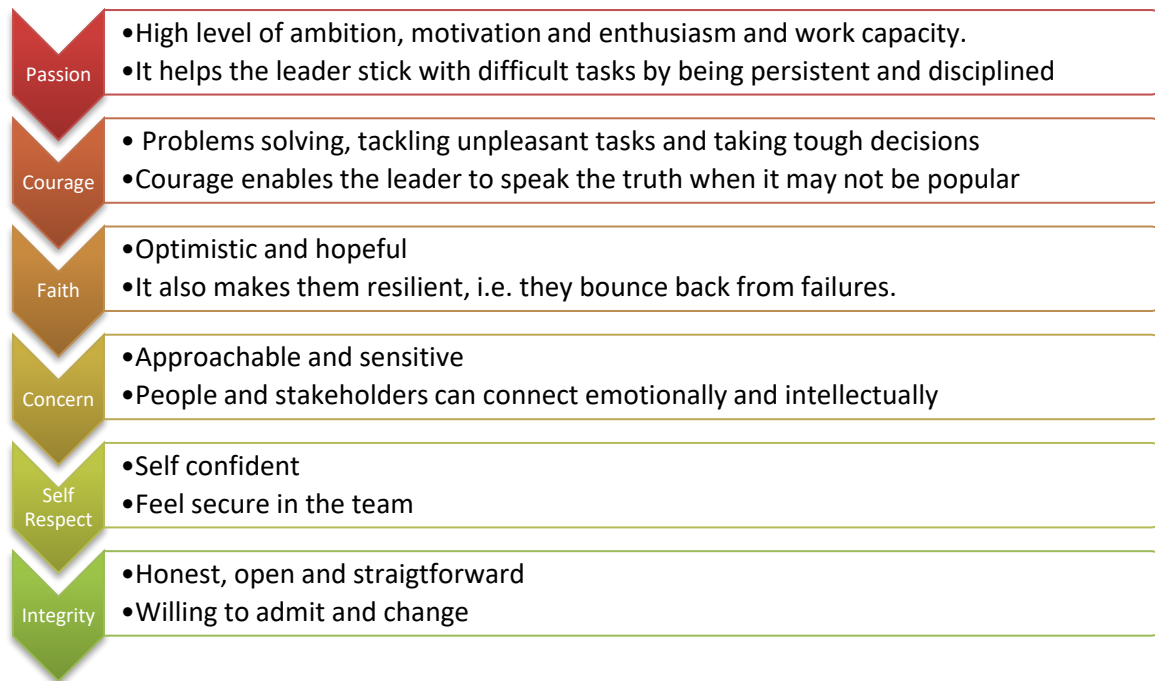 Passion
•High level of ambition, motivation and enthusiasm and work capacity.
•It helps the leader stick with difficult tasks by being persistent and disciplined
Courage
• Problems solving, tackling unpleasant tasks and taking tough decisions
•Courage enables the leader to speak the truth when it may not be popular
Faith
•Optimistic and hopeful
•It also makes them resilient, i.e. they bounce back from failures.
Concern
•Approachable and sensitive
•People and stakeholders can connect emotionally and intellectually
Self
Respect
•Self confident
•Feel secure in the team
Integrity
•Honest, open and straigtforward
•Willing to admit and change